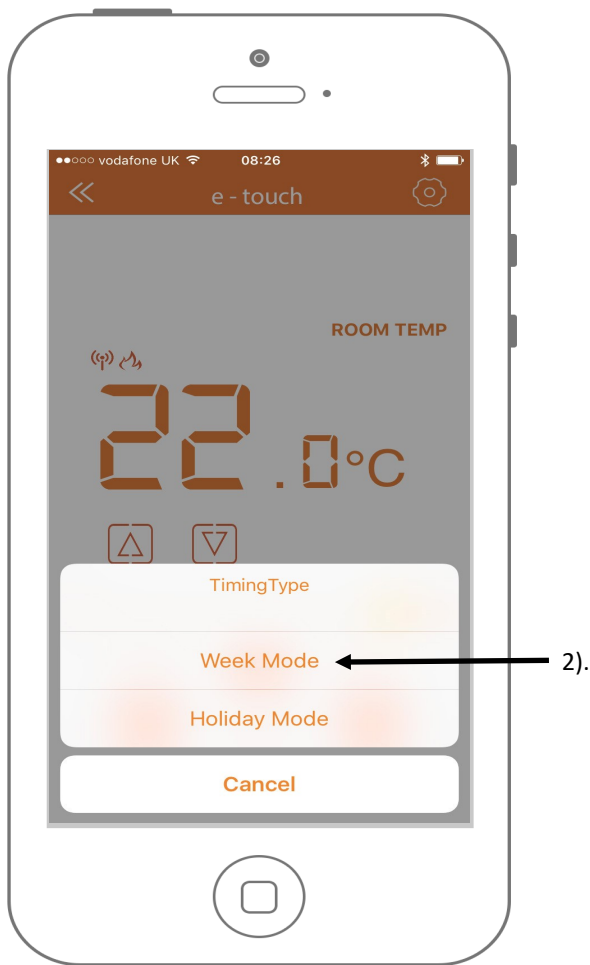 vodafone UK 08:26
e - touch
ROOM TEMP
22.0°C
TimingType
Week Mode
2).
Holiday Mode
Cancel